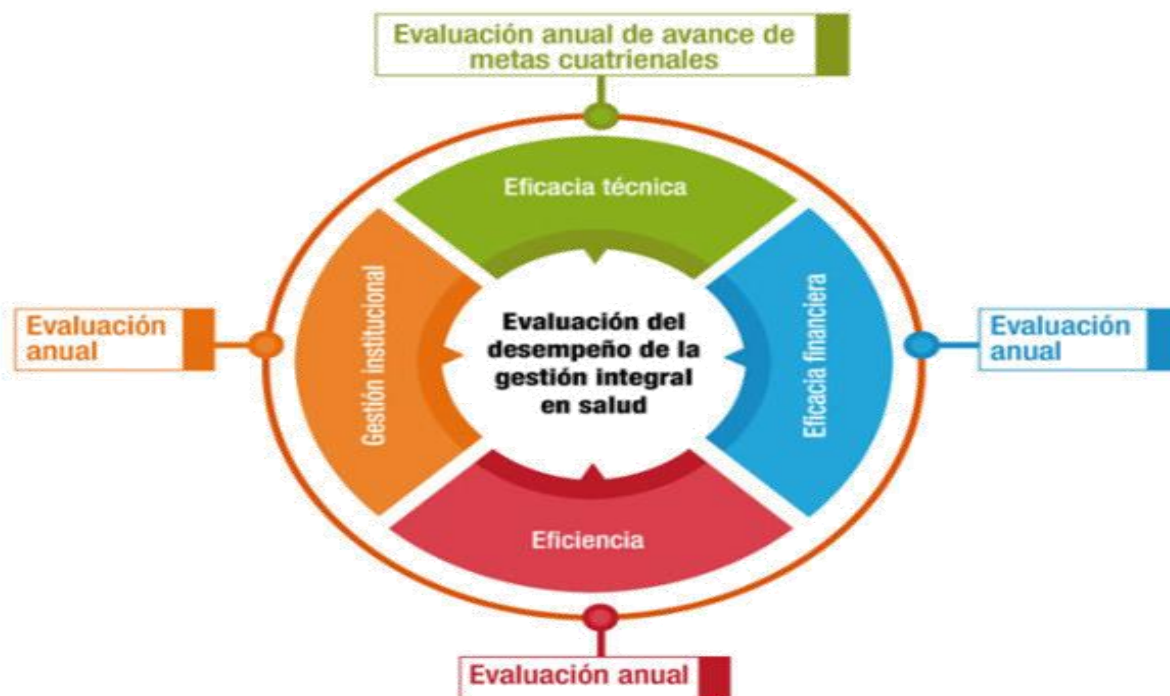 Evaluación anual de avance de
metas cuatrienales
Eficacia técnica
Gestión institucional
Evaluación del
desempeño de la
gestión integral
en salud
Eficacia financiera
Evaluación
anual
Evaluación
anual
Eficiencia
Evaluación anual